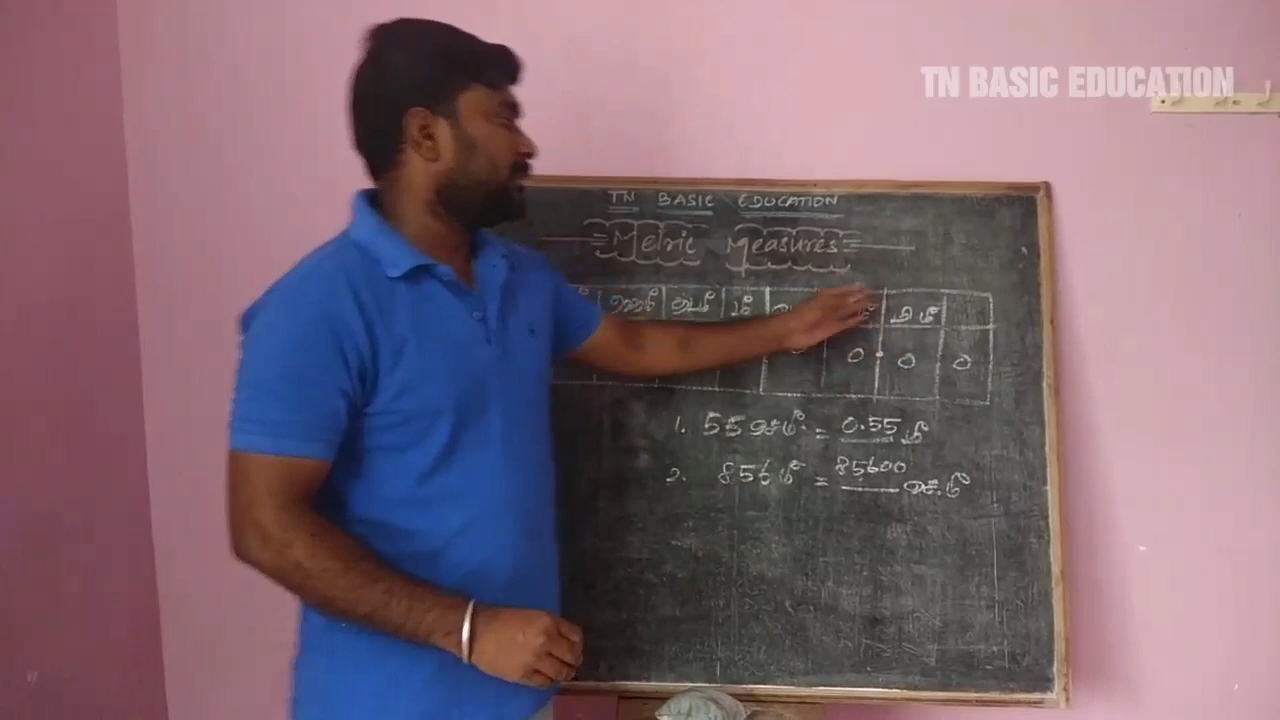 TN BASIC EDUCATION
TN BASIC EDUCATION
Metric Measures
மீ மி மீ
0 0 0
1. 55 செமீ = 0.55 மீ
2. 856 மீ = 85600 செ.மீ